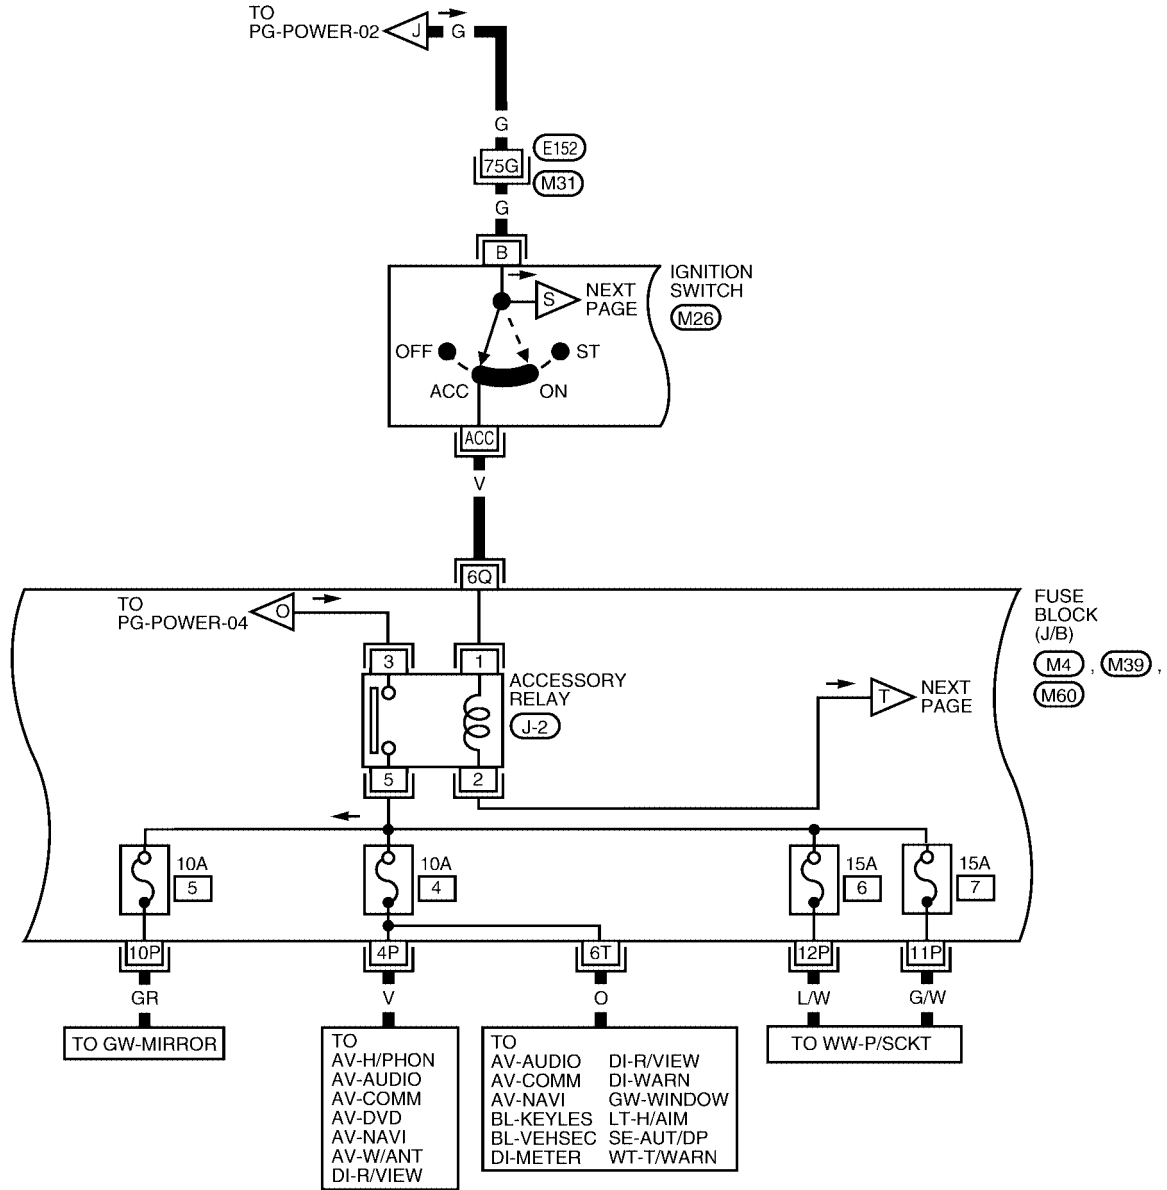 TO
PG-POWER-02
J
G
G
75G
E152
M31
G
B
IGNITION
SWITCH
M26
S
NEXT
PAGE
OFF
ST
ACC
ON
ACC
V
6Q
FUSE
BLOCK
(J/B)
M4 , M39 ,
M60
TO
PG-POWER-04
O
3
1
ACCESSORY
RELAY
J-2
T
NEXT
PAGE
5
2
10A
5
10A
4
15A
6
15A
7
10P
4P
6T
12P
11P
GR
V
O
L/W
G/W
TO GW-MIRROR
TO
AV-H/PHON
AV-AUDIO
AV-COMM
AV-DVD
AV-NAVI
AV-W/ANT
DI-R/VIEW
TO
AV-AUDIO DI-R/VIEW
AV-COMM DI-WARN
AV-NAVI GW-WINDOW
BL-KEYLES LT-H/AIM
BL-VEHSEC SE-AUT/DP
DI-METER WT-T/WARN
TO WW-P/SCKT